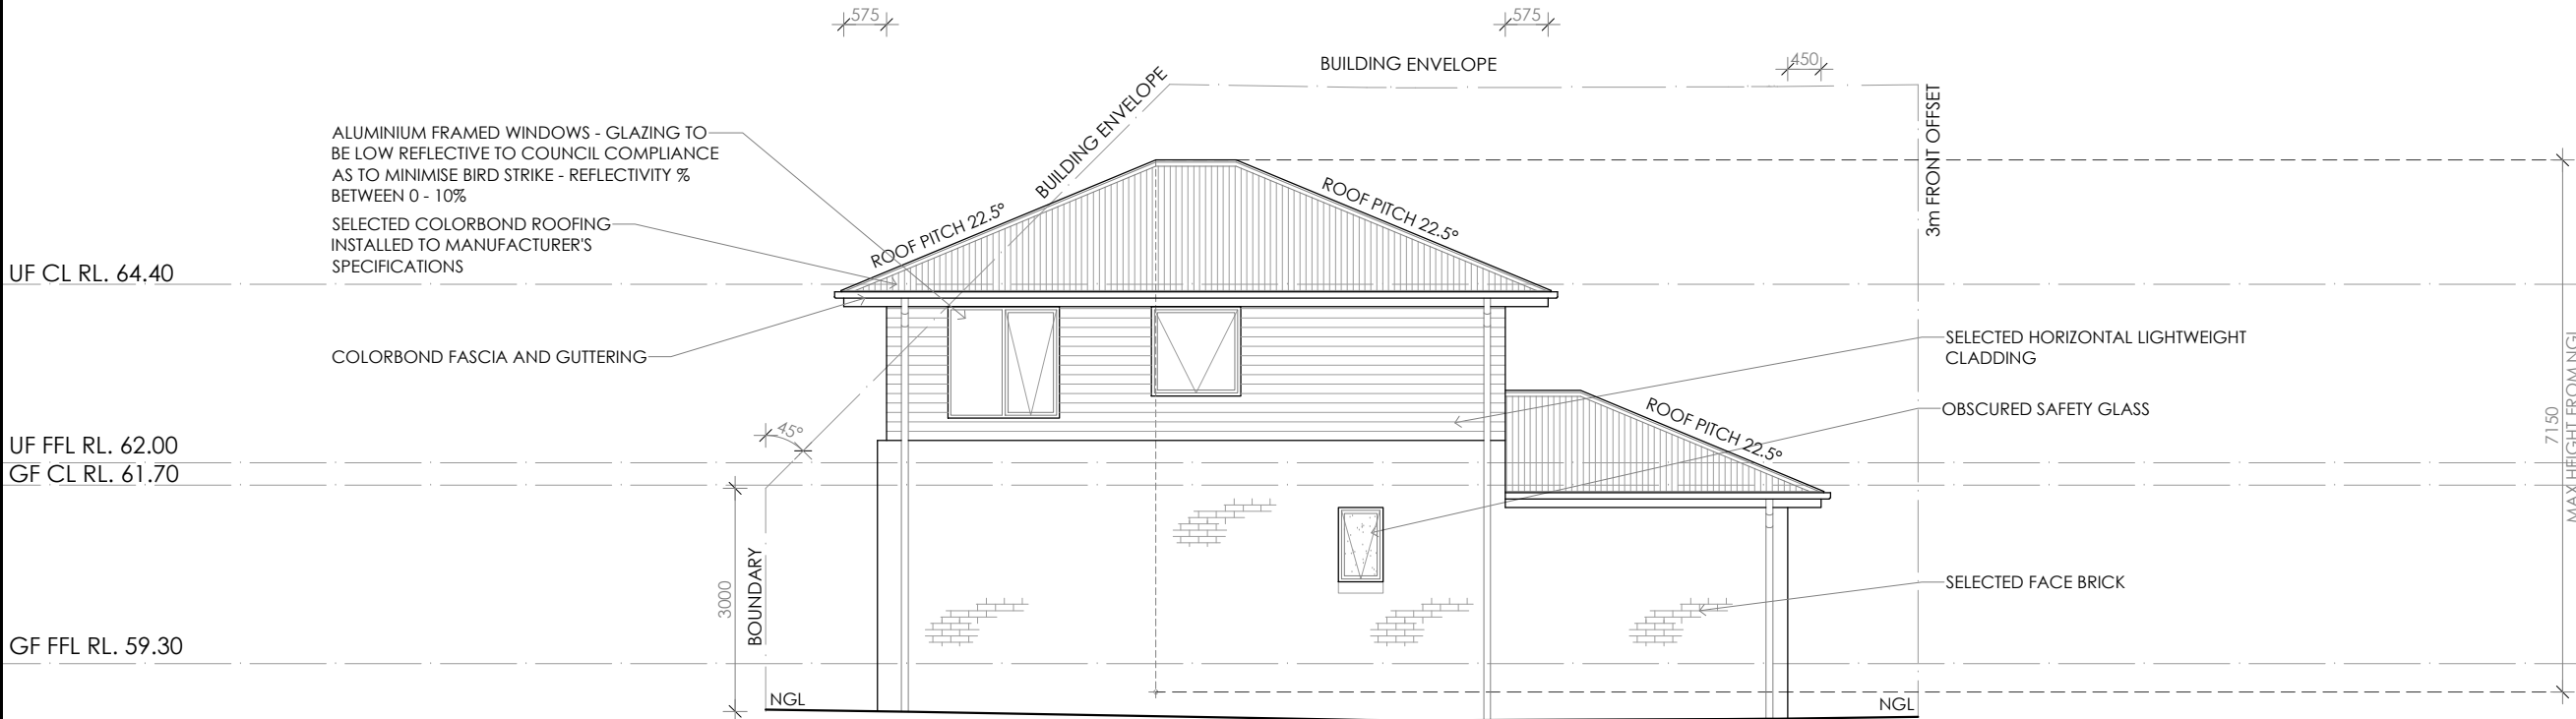 575
575
BUILDING ENVELOPE
450
BUILDING ENVELOPE
3m FRONT OFFSET
ALUMINIUM FRAMED WINDOWS - GLAZING TO
BE LOW REFLECTIVE TO COUNCIL COMPLIANCE
AS TO MINIMISE BIRD STRIKE - REFLECTIVITY %
BETWEEN 0 - 10%
SELECTED COLORBOND ROOFING
INSTALLED TO MANUFACTURER'S
SPECIFICATIONS
ROOF PITCH 22.5°
ROOF PITCH 22.5°
UF CL RL. 64.40
COLORBOND FASCIA AND GUTTERING
SELECTED HORIZONTAL LIGHTWEIGHT
CLADDING
OBSCURED SAFETY GLASS
ROOF PITCH 22.5°
45°
UF FFL RL. 62.00
GF CL RL. 61.70
7150
MAX HEIGHT FROM NGL
3000
BOUNDARY
SELECTED FACE BRICK
GF FFL RL. 59.30
NGL
NGL